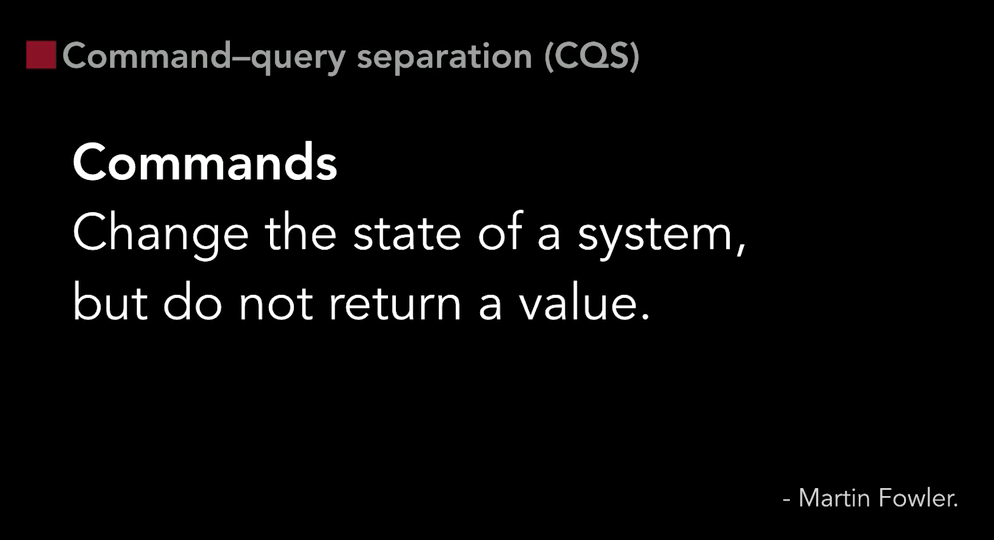 Command–query separation (CQS)
Commands
Change the state of a system,
but do not return a value.
- Martin Fowler.